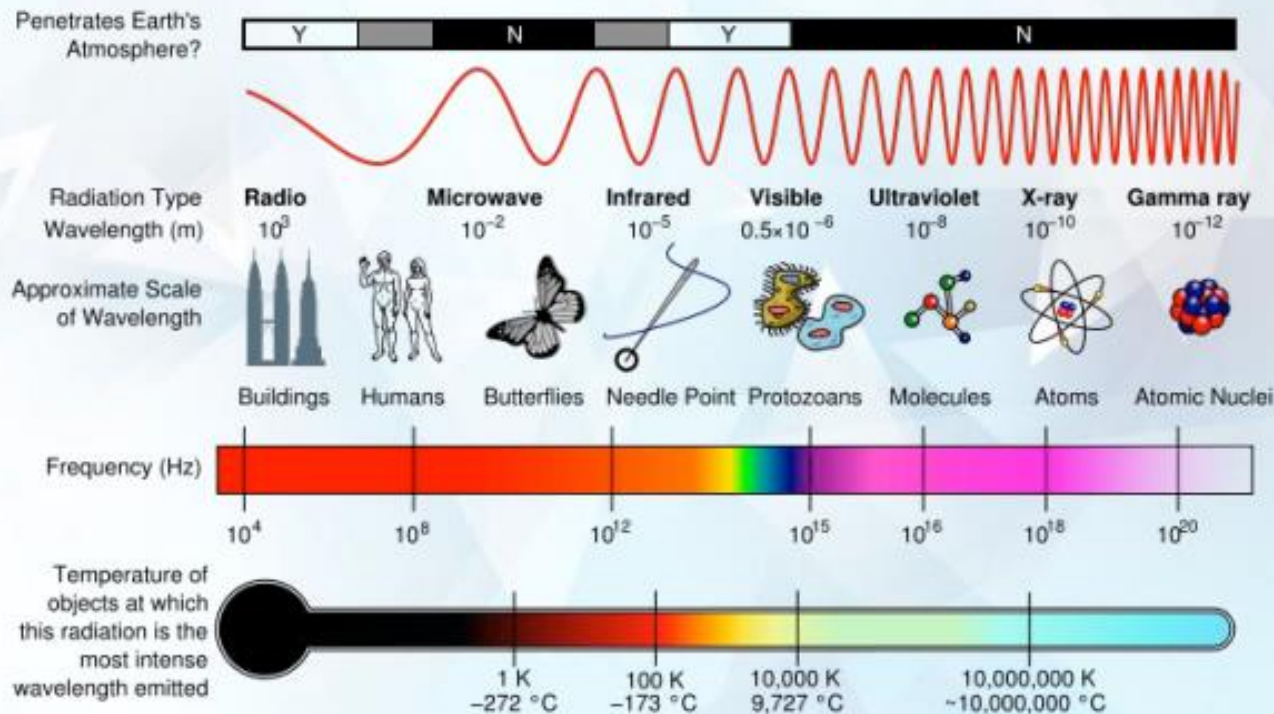 Penetrates Earth's
Atmosphere?
Y N Y N
Radiation Type Radio Microwave Infrared Visible Ultraviolet X-ray Gamma ray
Wavelength (m) 10³ 10⁻² 10⁻⁵ 0.5×10⁻⁶ 10⁻⁸ 10⁻¹⁰ 10⁻¹²
Approximate Scale
of Wavelength
Buildings Humans Butterflies Needle Point Protozoans Molecules Atoms Atomic Nuclei
Frequency (Hz)
10⁴ 10⁸ 10¹² 10¹⁵ 10¹⁶ 10¹⁸ 10²⁰
Temperature of
objects at which
this radiation is the
most intense
wavelength emitted
1 K 100 K 10,000 K 10,000,000 K
−272 °C −173 °C 9,727 °C ~10,000,000 °C